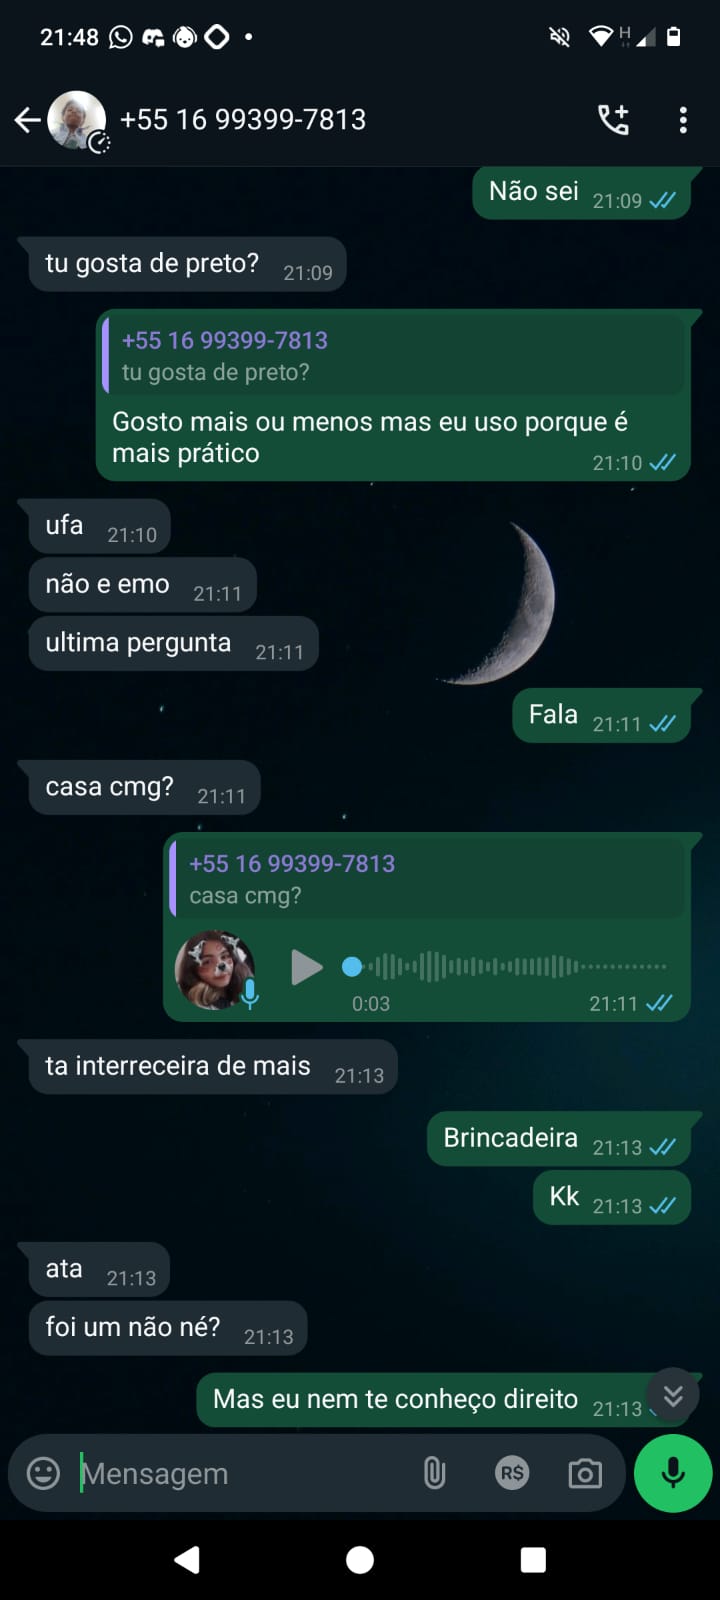 21:48
H
+55 16 99399-7813
Não sei 21:09
tu gosta de preto? 21:09
+55 16 99399-7813
tu gosta de preto?
Gosto mais ou menos mas eu uso porque é
mais prático 21:10
ufa 21:10
não e emo 21:11
ultima pergunta 21:11
Fala 21:11
casa cmg? 21:11
+55 16 99399-7813
casa cmg?
0:03 21:11
ta interreceira de mais 21:13
Brincadeira 21:13
Kk 21:13
ata 21:13
foi um não né? 21:13
Mas eu nem te conheço direito 21:13
Mensagem R$